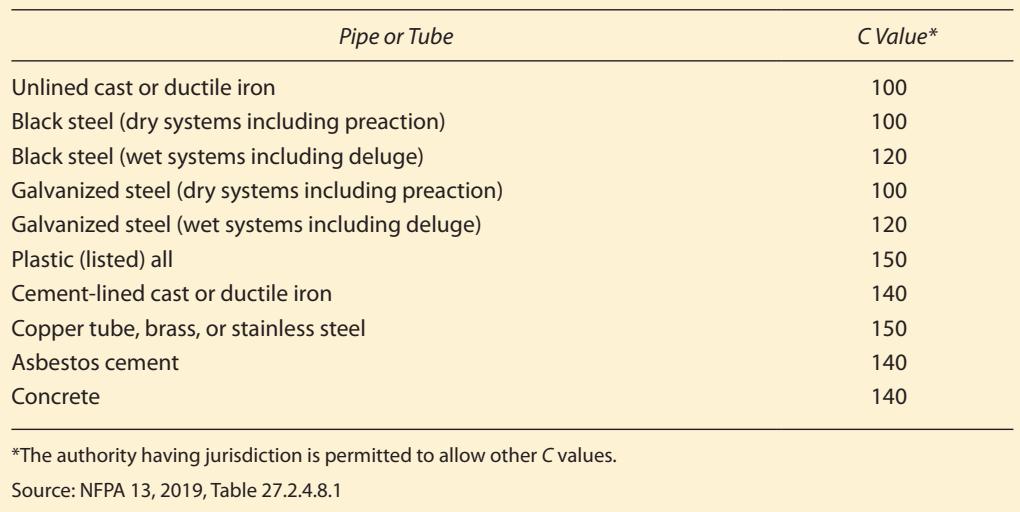 Pipe or Tube C Value*
Unlined cast or ductile iron 100
Black steel (dry systems including preaction) 100
Black steel (wet systems including deluge) 120
Galvanized steel (dry systems including preaction) 100
Galvanized steel (wet systems including deluge) 120
Plastic (listed) all 150
Cement-lined cast or ductile iron 140
Copper tube, brass, or stainless steel 150
Asbestos cement 140
Concrete 140
*The authority having jurisdiction is permitted to allow other C values.
Source: NFPA 13, 2019, Table 27.2.4.8.1